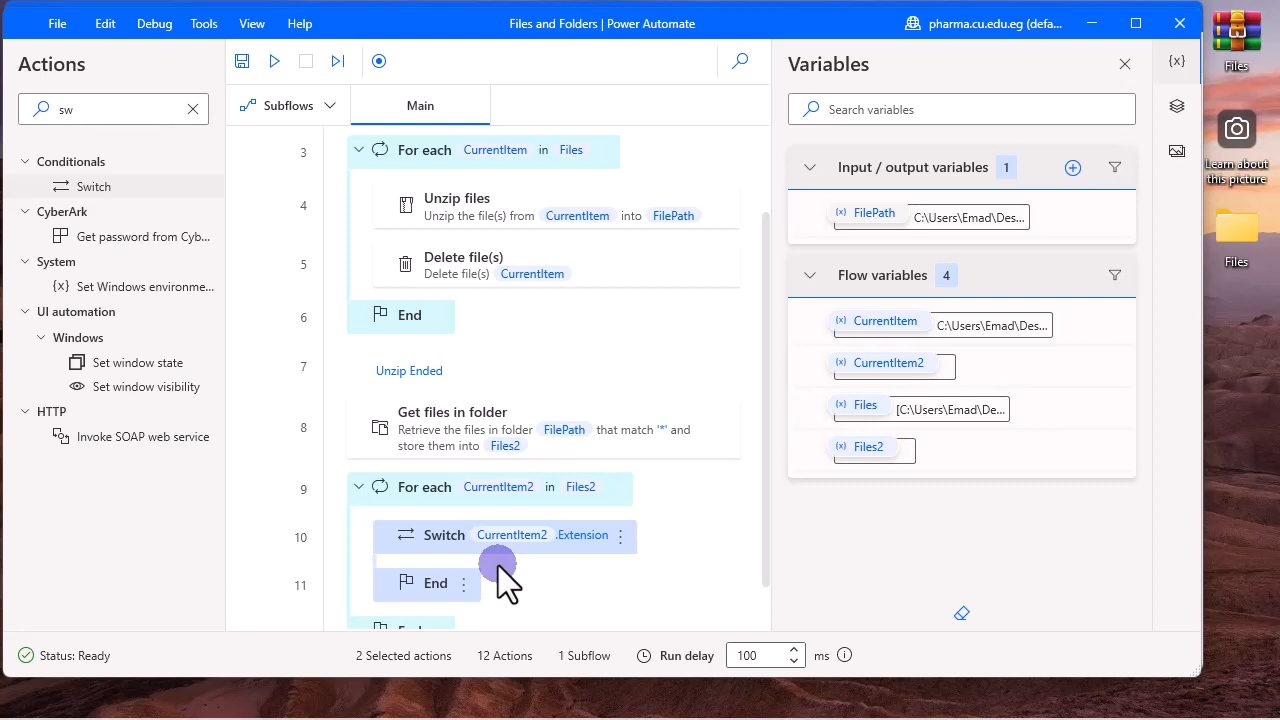 File Edit Debug Tools View Help
Files and Folders | Power Automate
pharma.cu.edu.eg (defa...
Actions
sw
Conditionals
Switch
CyberArk
Get password from Cyb...
System
{x} Set Windows environme...
UI automation
Windows
Set window state
Set window visibility
HTTP
Invoke SOAP web service
Subflows
Main
3
For each CurrentItem in Files
4
Unzip files
Unzip the file(s) from CurrentItem into FilePath
5
Delete file(s)
Delete file(s) CurrentItem
6
End
7
Unzip Ended
8
Get files in folder
Retrieve the files in folder FilePath that match '*' and
store them into Files2
9
For each CurrentItem2 in Files2
10
Switch CurrentItem2 .Extension
11
End
Variables
{x}
Search variables
Input / output variables 1
(x) FilePath C:\Users\Emad\Des...
Flow variables 4
(x) CurrentItem C:\Users\Emad\Des...
(x) CurrentItem2
(x) Files [C:\Users\Emad\De...
(x) Files2
Status: Ready
2 Selected actions
12 Actions
1 Subflow
Run delay 100 ms
Files
Learn about
this picture
Files